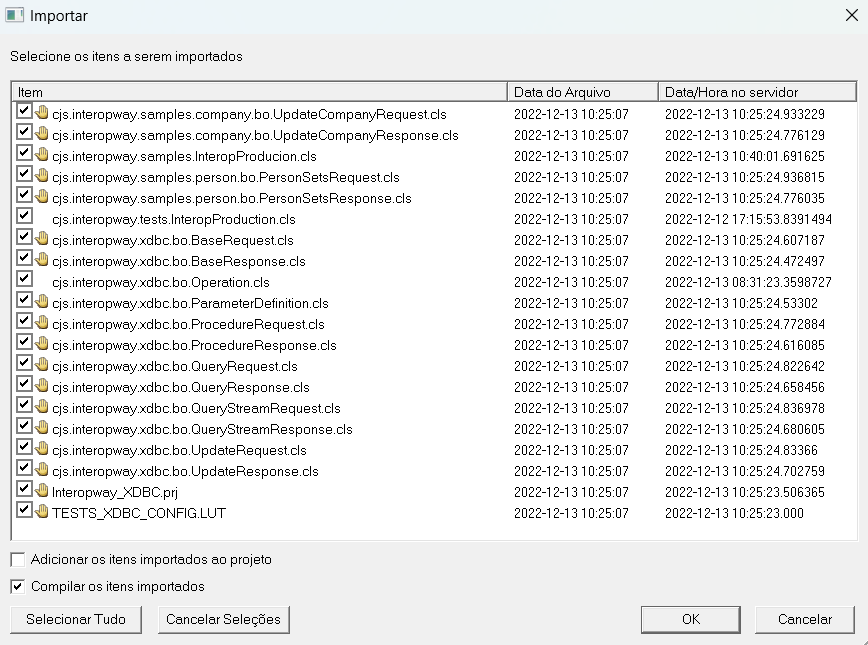 Importar
Selecione os itens a serem importados
Item Data do Arquivo Data/Hora no servidor
cjs.interopway.samples.company.bo.UpdateCompanyRequest.cls 2022-12-13 10:25:07 2022-12-13 10:25:24.933229
cjs.interopway.samples.company.bo.UpdateCompanyResponse.cls 2022-12-13 10:25:07 2022-12-13 10:25:24.776129
cjs.interopway.samples.InteropProducion.cls 2022-12-13 10:25:07 2022-12-13 10:40:01.691625
cjs.interopway.samples.person.bo.PersonSetsRequest.cls 2022-12-13 10:25:07 2022-12-13 10:25:24.936815
cjs.interopway.samples.person.bo.PersonSetsResponse.cls 2022-12-13 10:25:07 2022-12-13 10:25:24.776035
cjs.interopway.tests.InteropProduction.cls 2022-12-13 10:25:07 2022-12-12 17:15:53.8391494
cjs.interopway.xdbc.bo.BaseRequest.cls 2022-12-13 10:25:07 2022-12-13 10:25:24.607187
cjs.interopway.xdbc.bo.BaseResponse.cls 2022-12-13 10:25:07 2022-12-13 10:25:24.472497
cjs.interopway.xdbc.bo.Operation.cls 2022-12-13 10:25:07 2022-12-13 08:31:23.3598727
cjs.interopway.xdbc.bo.ParameterDefinition.cls 2022-12-13 10:25:07 2022-12-13 10:25:24.53302
cjs.interopway.xdbc.bo.ProcedureRequest.cls 2022-12-13 10:25:07 2022-12-13 10:25:24.772884
cjs.interopway.xdbc.bo.ProcedureResponse.cls 2022-12-13 10:25:07 2022-12-13 10:25:24.616085
cjs.interopway.xdbc.bo.QueryRequest.cls 2022-12-13 10:25:07 2022-12-13 10:25:24.822642
cjs.interopway.xdbc.bo.QueryResponse.cls 2022-12-13 10:25:07 2022-12-13 10:25:24.658456
cjs.interopway.xdbc.bo.QueryStreamRequest.cls 2022-12-13 10:25:07 2022-12-13 10:25:24.836978
cjs.interopway.xdbc.bo.QueryStreamResponse.cls 2022-12-13 10:25:07 2022-12-13 10:25:24.680605
cjs.interopway.xdbc.bo.UpdateRequest.cls 2022-12-13 10:25:07 2022-12-13 10:25:24.83366
cjs.interopway.xdbc.bo.UpdateResponse.cls 2022-12-13 10:25:07 2022-12-13 10:25:24.702759
Interopway_XDBC.prj 2022-12-13 10:25:07 2022-12-13 10:25:23.506365
TESTS_XDBC_CONFIG.LUT 2022-12-13 10:25:07 2022-12-13 10:25:23.000
Adicionar os itens importados ao projeto
Compilar os itens importados
Selecionar Tudo Cancelar Seleções OK Cancelar